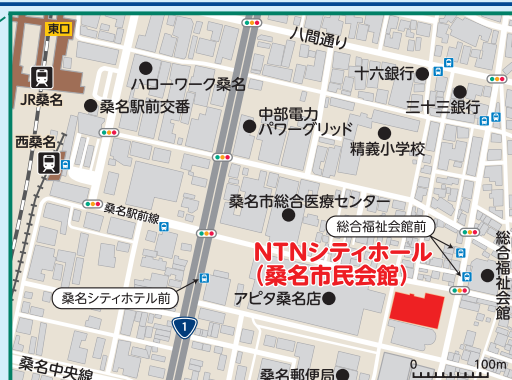 東口
八間通り
十六銀行
ハローワーク桑名
JR桑名
桑名駅前交番
三十三銀行
中部電力
パワーグリッド
西桑名
精義小学校
桑名市総合医療センター
桑名駅前線
総合福祉会館前
NTNシティホール
(桑名市民会館)
総合福祉会館
桑名シティホテル前
アピタ桑名店
1
桑名中央線
桑名郵便局
0 100m